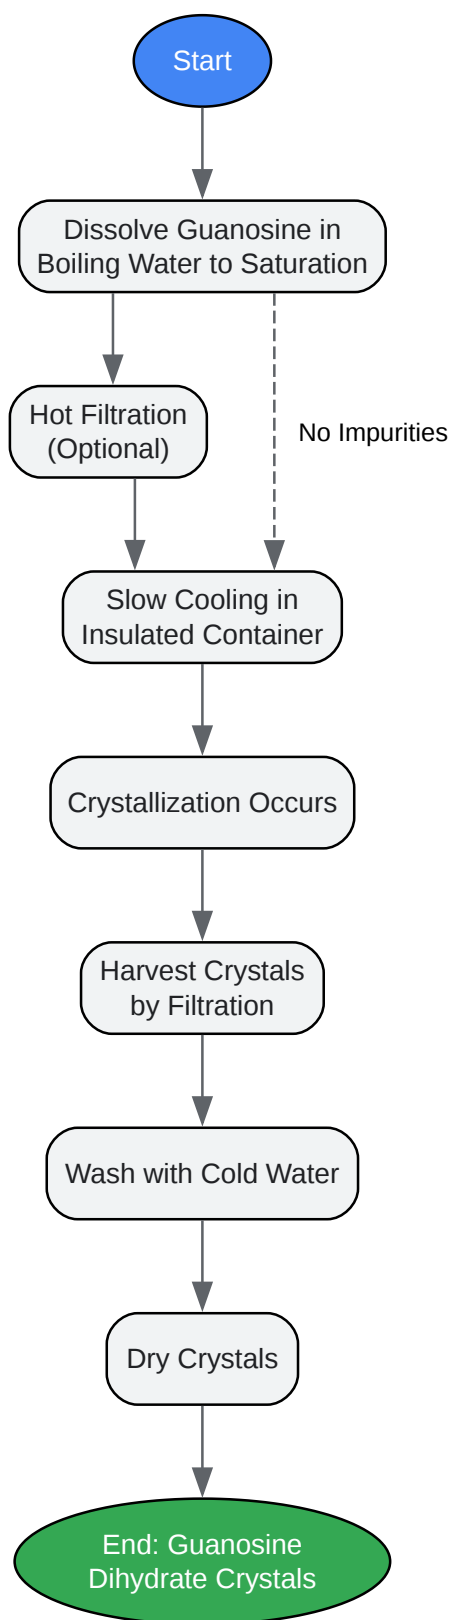 Start
Dissolve Guanosine in
Boiling Water to Saturation
Hot Filtration
(Optional)
No Impurities
Slow Cooling in
Insulated Container
Crystallization Occurs
Harvest Crystals
by Filtration
Wash with Cold Water
Dry Crystals
End: Guanosine
Dihydrate Crystals